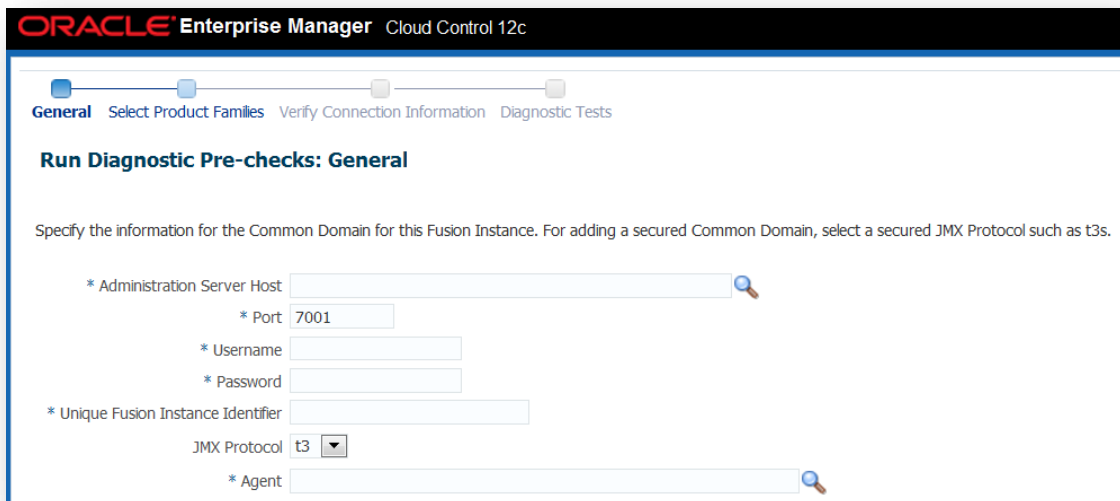 ORACLE Enterprise Manager Cloud Control 12c
General Select Product Families Verify Connection Information Diagnostic Tests
Run Diagnostic Pre-checks: General
Specify the information for the Common Domain for this Fusion Instance. For adding a secured Common Domain, select a secured JMX Protocol such as t3s.
* Administration Server Host
* Port 7001
* Username
* Password
* Unique Fusion Instance Identifier
JMX Protocol t3
* Agent